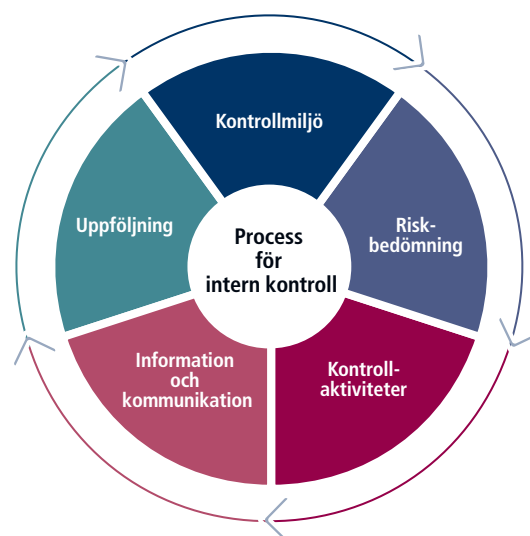 Kontrollmiljö
Risk-
bedömning
Kontroll-
aktiviteter
Information
och
kommunikation
Uppföljning
Process
för
intern kontroll